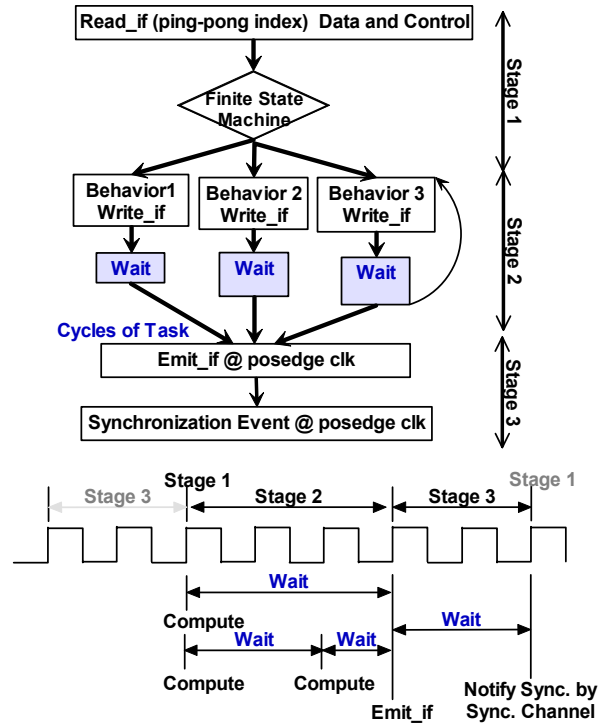 Read_if (ping-pong index)  Data and Control
Stage 1
Finite State
Machine
Behavior1
Write_if
Behavior 2
Write_if
Behavior 3
Write_if
Stage 2
Wait
Wait
Wait
Cycles of Task
Emit_if @ posedge clk
Stage 3
Synchronization Event @ posedge clk
Stage 1
Stage 1
Stage 3
Stage 2
Stage 3
Wait
Compute
Wait
Wait
Wait
Compute
Compute
Emit_if
Notify Sync. by
Sync. Channel